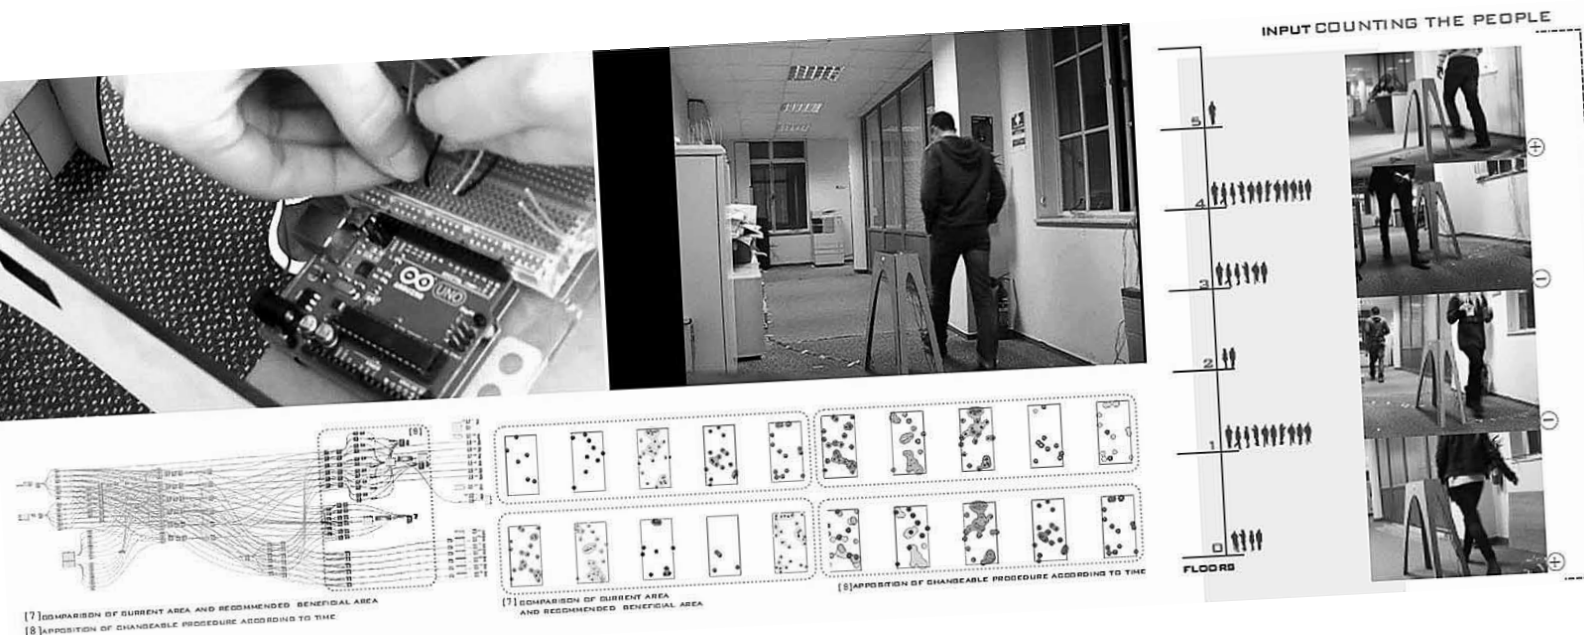 INPUT COUNTING THE PEOPLE
5
4
3
2
1
0
FLOORS
UNO
[8]
[7] COMPARISON OF CURRENT AREA AND RECOMMENDED BENEFICIAL AREA
[8] APPOSITION OF CHANGEABLE PROCEDURE ACCORDING TO TIME
[7] COMPARISON OF CURRENT AREA
AND RECOMMENDED BENEFICIAL AREA
[8] APPOSITION OF CHANGEABLE PROCEDURE ACCORDING TO TIME